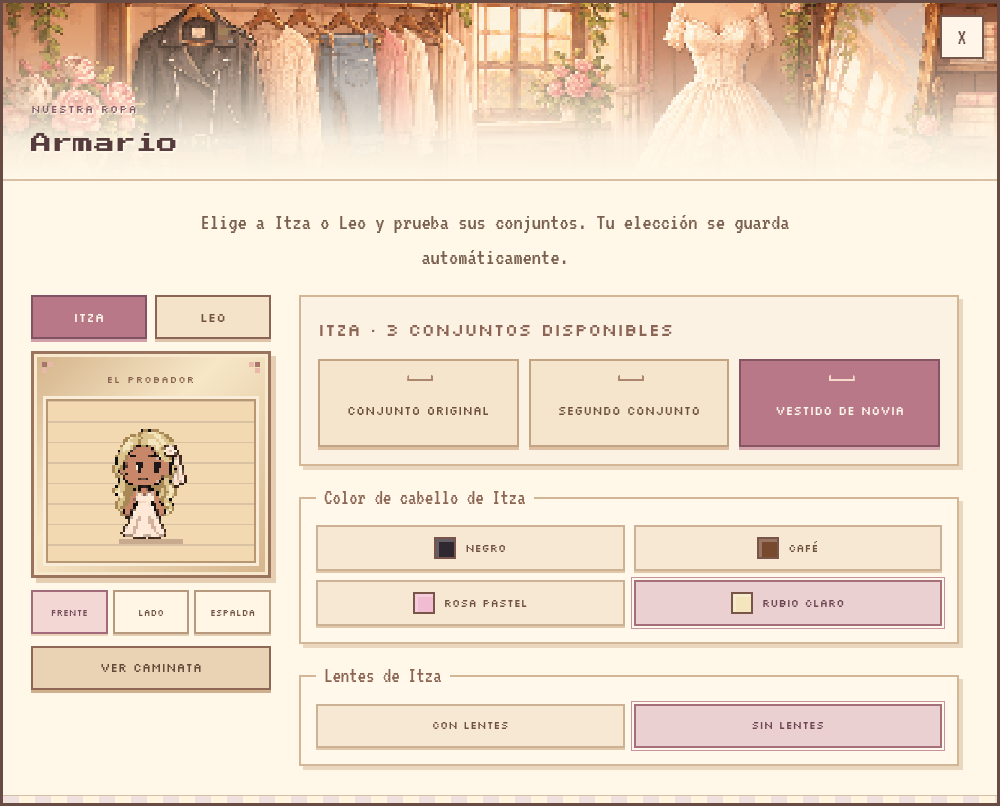 X
NUESTRA ROPA
Armario
Elige a Itza o Leo y prueba sus conjuntos. Tu elección se guarda
automáticamente.
ITZA
LEO
EL PROBADOR
FRENTE
LADO
ESPALDA
VER CAMINATA
ITZA · 3 CONJUNTOS DISPONIBLES
CONJUNTO ORIGINAL
SEGUNDO CONJUNTO
VESTIDO DE NOVIA
Color de cabello de Itza
NEGRO
CAFÉ
ROSA PASTEL
RUBIO CLARO
Lentes de Itza
CON LENTES
SIN LENTES